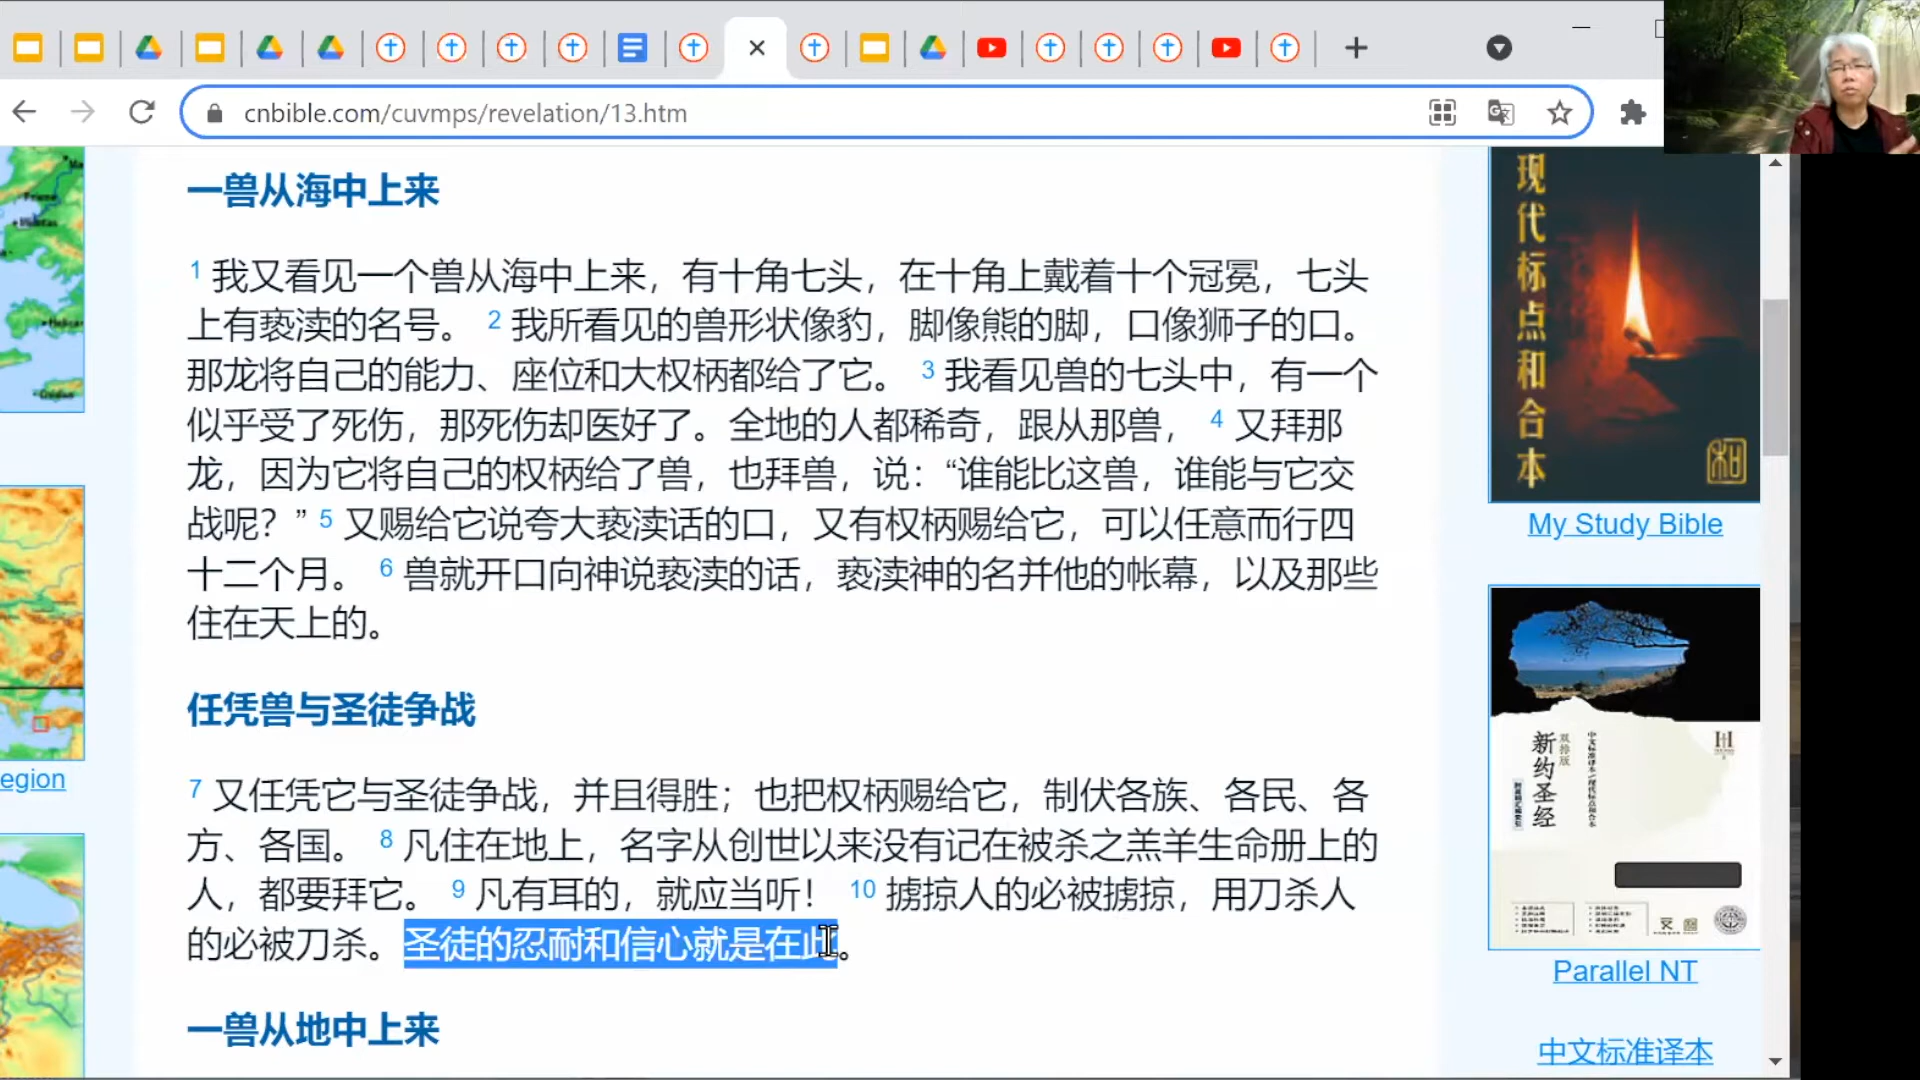 cnbible.com/cuvmps/revelation/13.htm
一兽从海中上来
1 我又看见一个兽从海中上来，有十角七头，在十角上戴着十个冠冕，七头
上有亵渎的名号。 2 我所看见的兽形状像豹，脚像熊的脚，口像狮子的口。
那龙将自己的能力、座位和大权柄都给了它。 3 我看见兽的七头中，有一个
似乎受了死伤，那死伤却医好了。全地的人都稀奇，跟从那兽， 4 又拜那
龙，因为它将自己的权柄给了兽，也拜兽，说：“谁能比这兽，谁能与它交
战呢？” 5 又赐给它说夸大亵渎话的口，又有权柄赐给它，可以任意而行四
十二个月。 6 兽就开口向神说亵渎的话，亵渎神的名并他的帐幕，以及那些
住在天上的。
任凭兽与圣徒争战
7 又任凭它与圣徒争战，并且得胜；也把权柄赐给它，制伏各族、各民、各
方、各国。 8 凡住在地上，名字从创世以来没有记在被杀之羔羊生命册上的
人，都要拜它。 9 凡有耳的，就应当听！ 10 掳掠人的必被掳掠，用刀杀人
的必被刀杀。圣徒的忍耐和信心就是在此。
一兽从地中上来
egion
现代标点和合本
My Study Bible
新约圣经
双排版
Parallel NT
中文标准译本